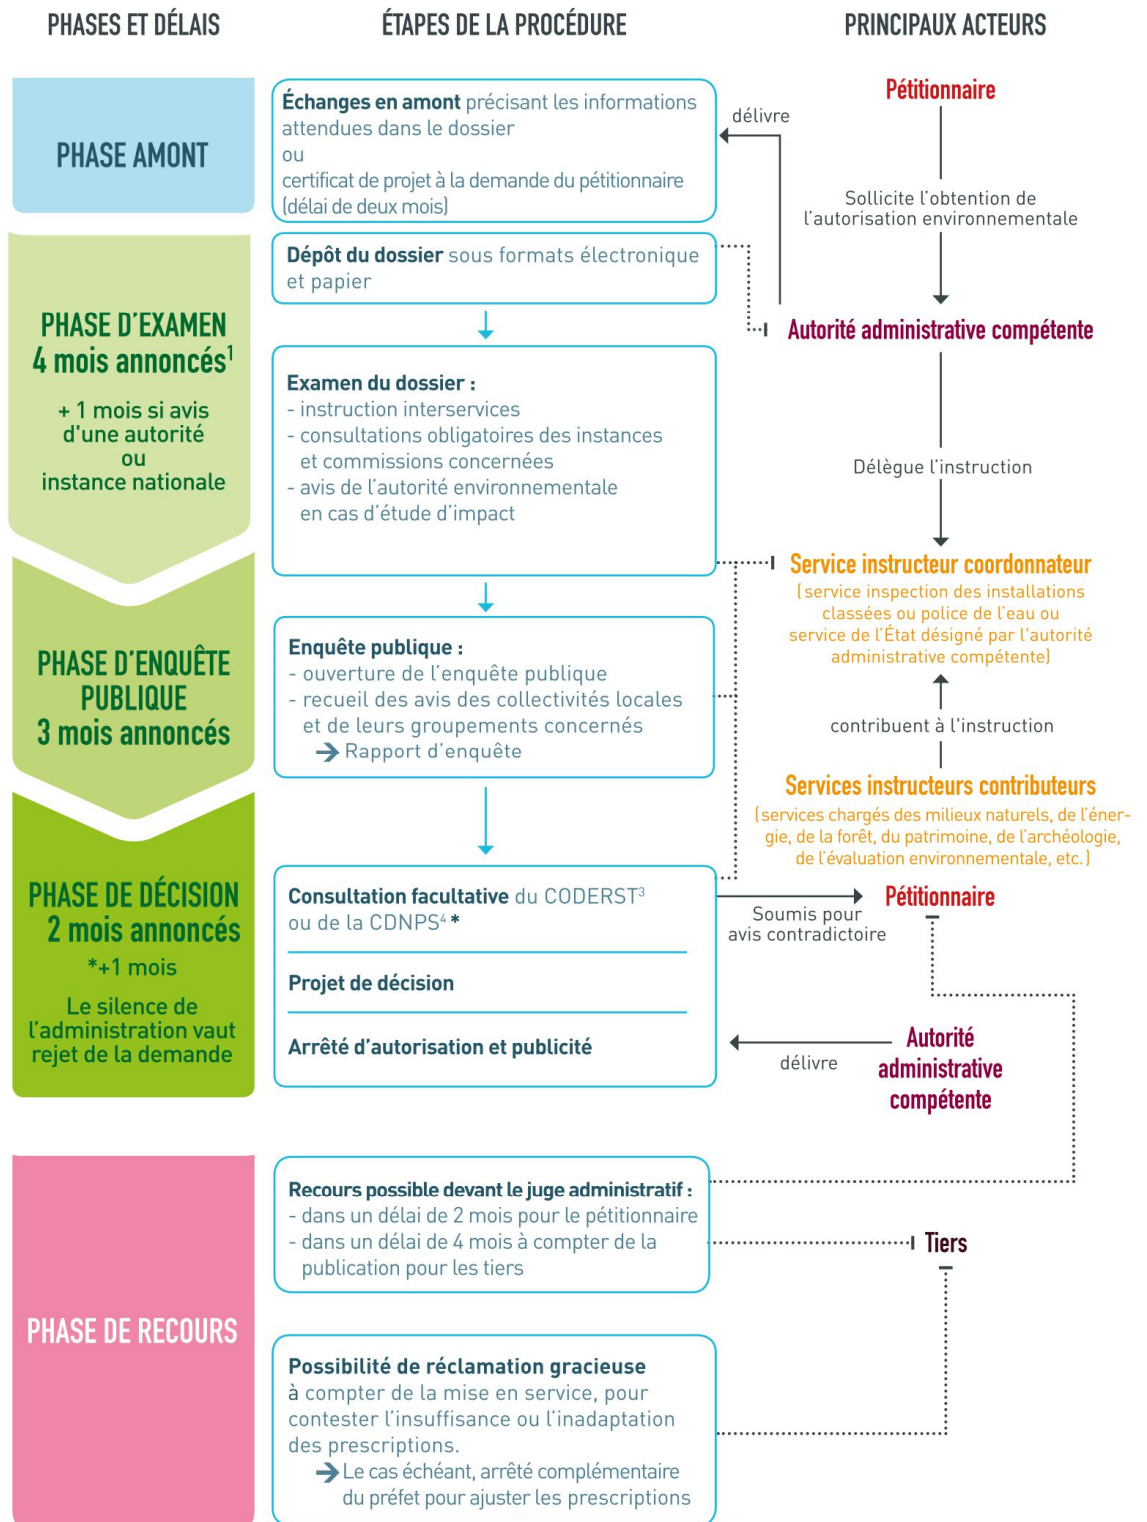 PHASES ET DÉLAIS
ÉTAPES DE LA PROCÉDURE
PRINCIPAUX ACTEURS
PHASE AMONT
Échanges en amont précisant les informations
attendues dans le dossier
ou
certificat de projet à la demande du pétitionnaire
(délai de deux mois)
délivre
Pétitionnaire
Sollicite l'obtention de
l'autorisation environnementale
PHASE D'EXAMEN
4 mois annoncés¹
+ 1 mois si avis
d'une autorité
ou
instance nationale
Dépôt du dossier sous formats électronique
et papier
Autorité administrative compétente
Examen du dossier :
- instruction interservices
- consultations obligatoires des instances
et commissions concernées
- avis de l'autorité environnementale
en cas d'étude d'impact
Délègue l'instruction
Service instructeur coordonnateur
(service inspection des installations
classées ou police de l'eau ou
service de l'État désigné par l'autorité
administrative compétente)
PHASE D'ENQUÊTE
PUBLIQUE
3 mois annoncés
Enquête publique :
- ouverture de l'enquête publique
- recueil des avis des collectivités locales
et de leurs groupements concernés
➔ Rapport d'enquête
contribuent à l'instruction
Services instructeurs contributeurs
(services chargés des milieux naturels, de l'éner-
gie, de la forêt, du patrimoine, de l'archéologie,
de l'évaluation environnementale, etc.)
PHASE DE DÉCISION
2 mois annoncés
*+1 mois
Le silence de
l'administration vaut
rejet de la demande
Consultation facultative du CODERST³
ou de la CDNPS⁴ *
Projet de décision
Arrêté d'autorisation et publicité
Soumis pour
avis contradictoire
Pétitionnaire
délivre
Autorité
administrative
compétente
PHASE DE RECOURS
Recours possible devant le juge administratif :
- dans un délai de 2 mois pour le pétitionnaire
- dans un délai de 4 mois à compter de la
publication pour les tiers
Tiers
Possibilité de réclamation gracieuse
à compter de la mise en service, pour
contester l'insuffisance ou l'inadaptation
des prescriptions.
➔ Le cas échéant, arrêté complémentaire
du préfet pour ajuster les prescriptions